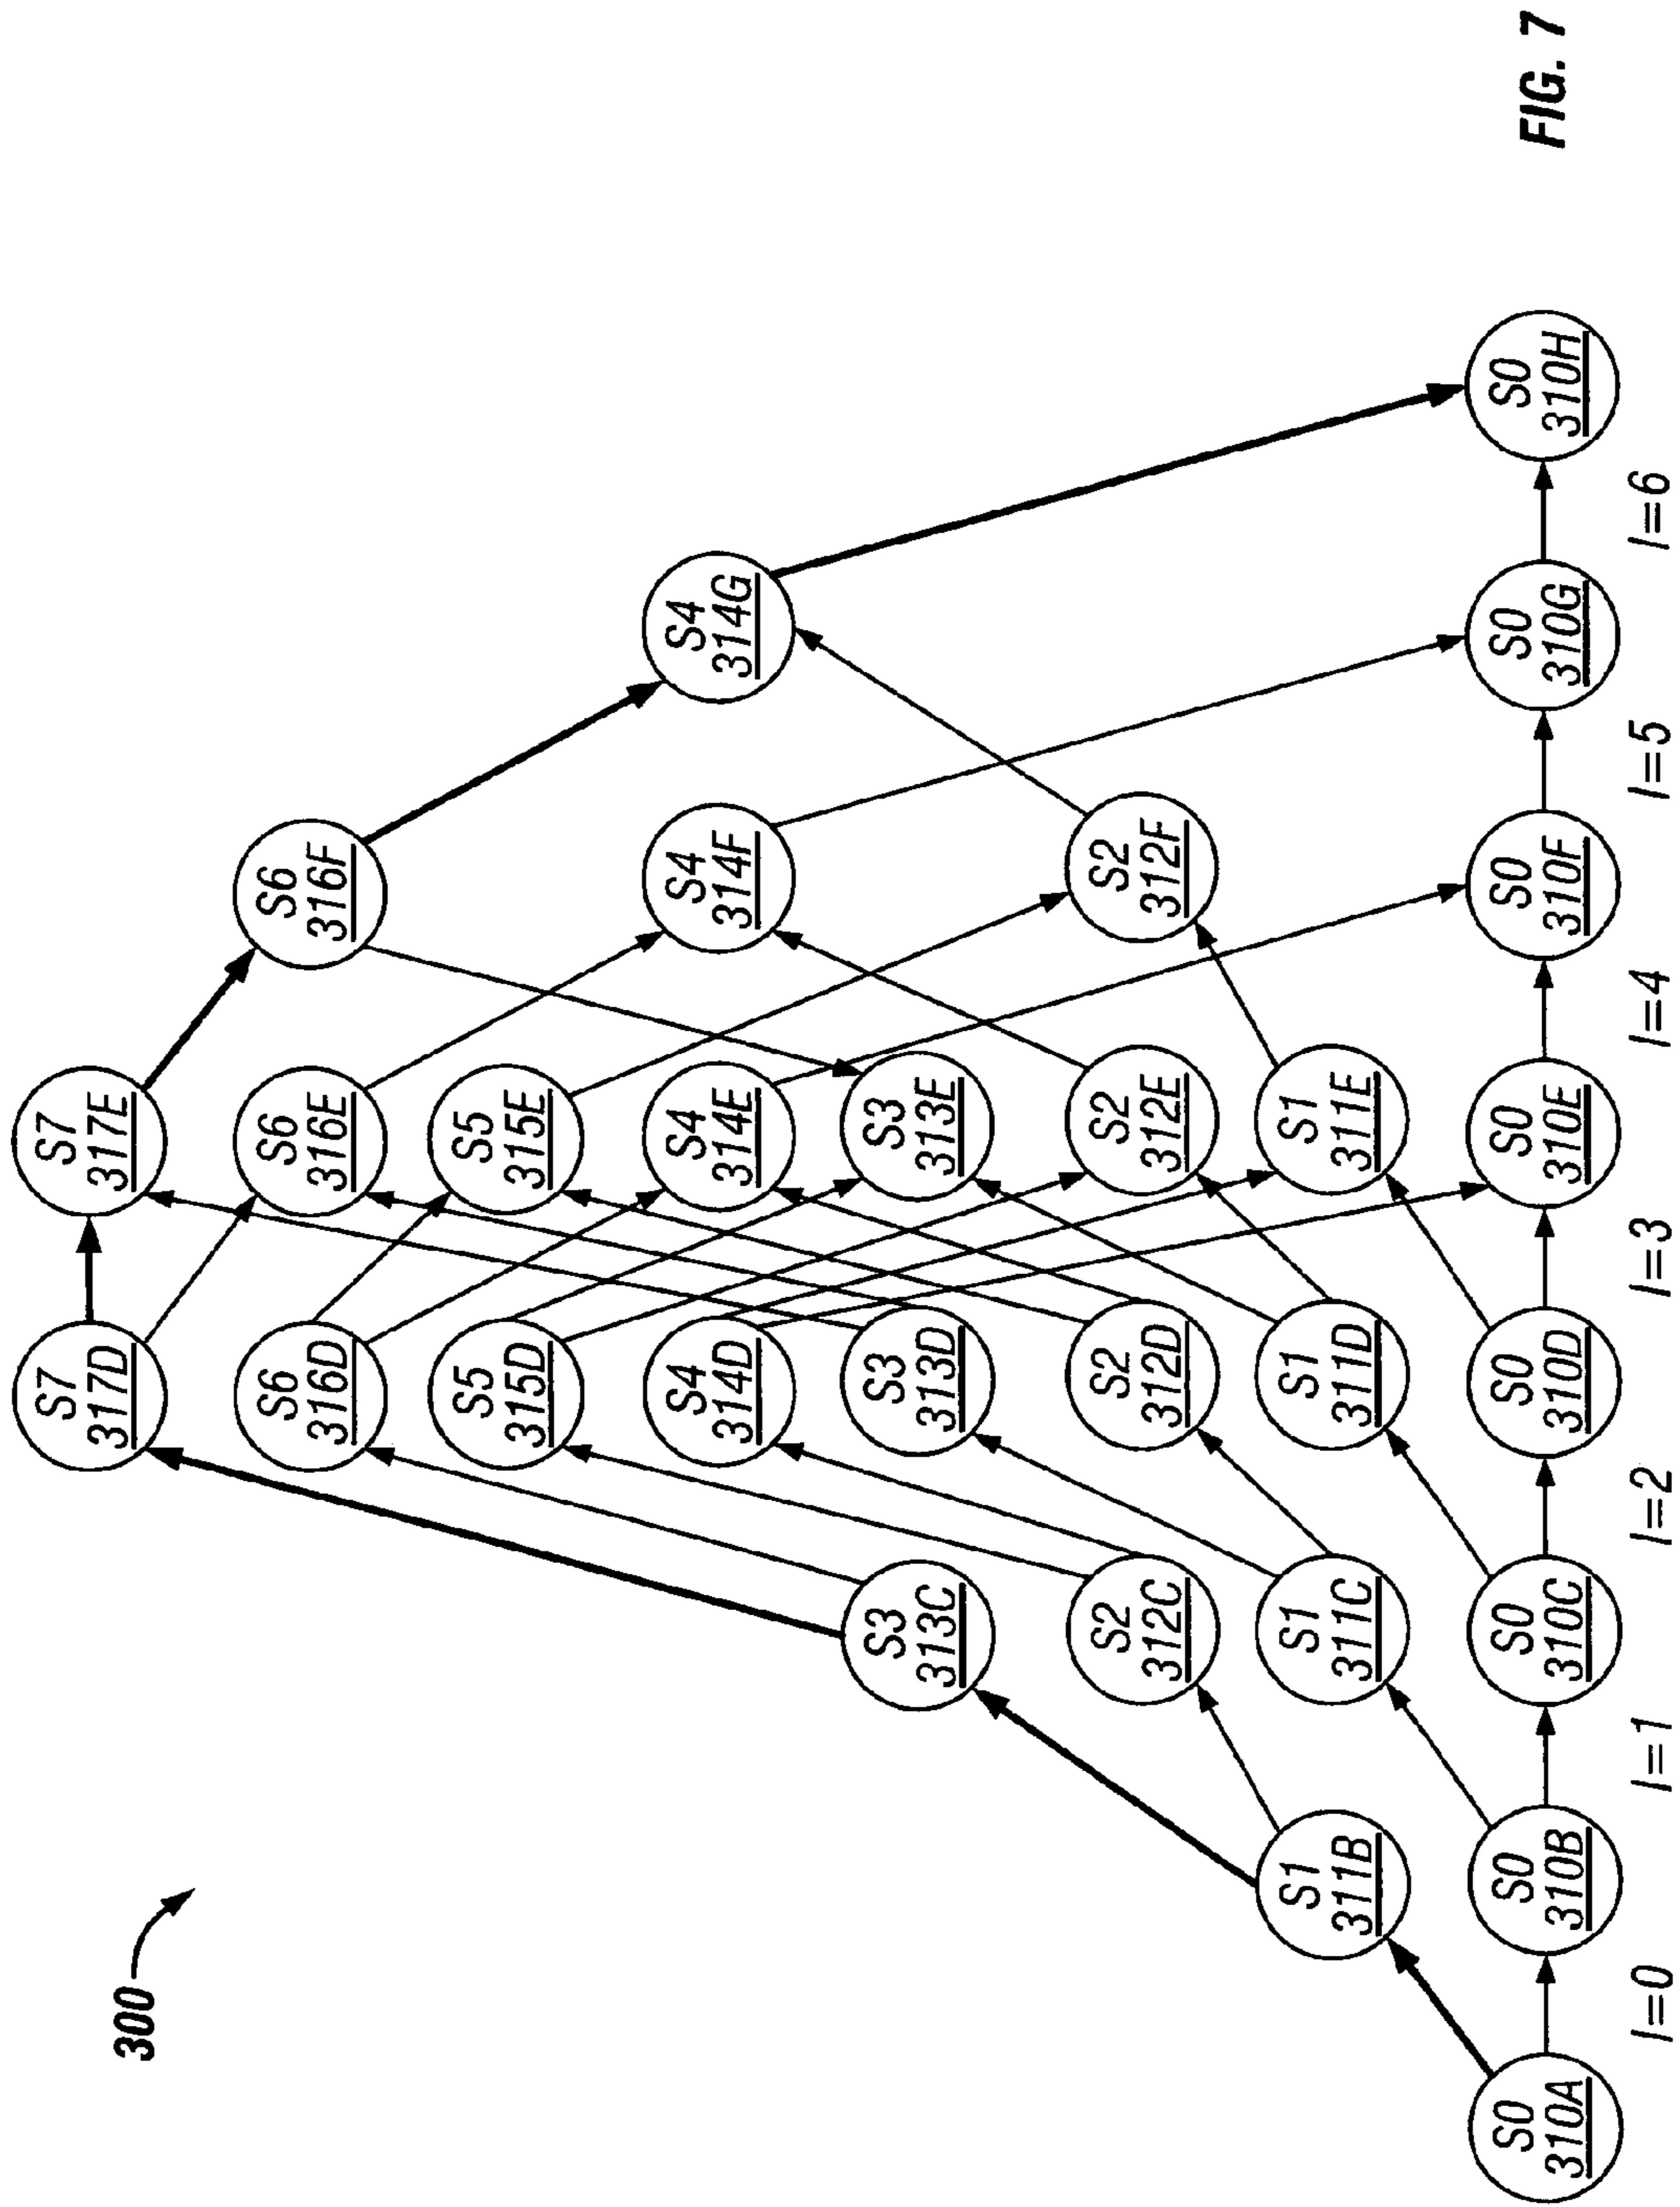 300
S7
317D
S7
317E
S6
316D
S6
316E
S6
316F
S5
315D
S5
315E
S4
314D
S4
314E
S4
314F
S4
314G
S3
313C
S3
313D
S3
313E
S2
312C
S2
312D
S2
312E
S2
312F
S1
311B
S1
311C
S1
311D
S1
311E
S0
310A
S0
310B
S0
310C
S0
310D
S0
310E
S0
310F
S0
310G
S0
310H
I=0
I=1
I=2
I=3
I=4
I=5
I=6
FIG. 7